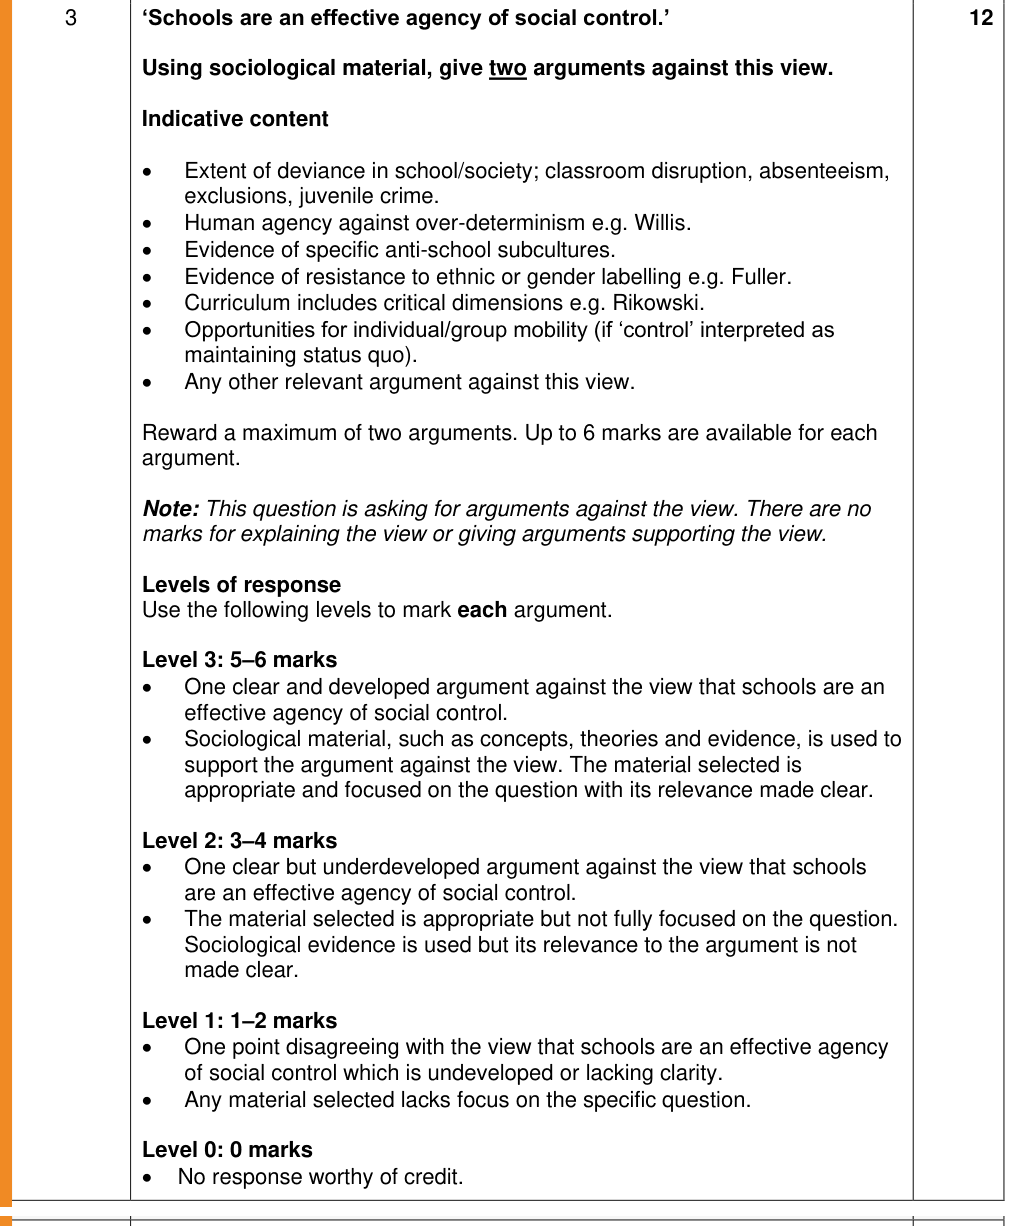 3 ‘Schools are an effective agency of social control.’ 12
Using sociological material, give two arguments against this view.
Indicative content
• Extent of deviance in school/society; classroom disruption, absenteeism,
exclusions, juvenile crime.
• Human agency against over-determinism e.g. Willis.
• Evidence of specific anti-school subcultures.
• Evidence of resistance to ethnic or gender labelling e.g. Fuller.
• Curriculum includes critical dimensions e.g. Rikowski.
• Opportunities for individual/group mobility (if ‘control’ interpreted as
maintaining status quo).
• Any other relevant argument against this view.
Reward a maximum of two arguments. Up to 6 marks are available for each
argument.
Note: This question is asking for arguments against the view. There are no
marks for explaining the view or giving arguments supporting the view.
Levels of response
Use the following levels to mark each argument.
Level 3: 5–6 marks
• One clear and developed argument against the view that schools are an
effective agency of social control.
• Sociological material, such as concepts, theories and evidence, is used to
support the argument against the view. The material selected is
appropriate and focused on the question with its relevance made clear.
Level 2: 3–4 marks
• One clear but underdeveloped argument against the view that schools
are an effective agency of social control.
• The material selected is appropriate but not fully focused on the question.
Sociological evidence is used but its relevance to the argument is not
made clear.
Level 1: 1–2 marks
• One point disagreeing with the view that schools are an effective agency
of social control which is undeveloped or lacking clarity.
• Any material selected lacks focus on the specific question.
Level 0: 0 marks
• No response worthy of credit.